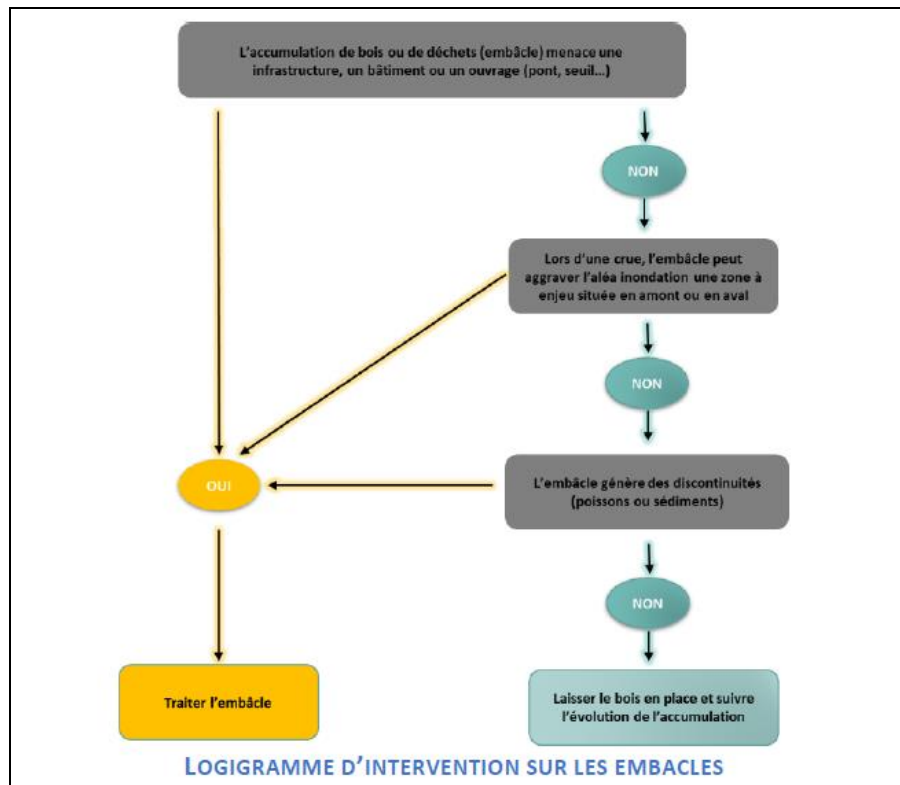 L'accumulation de bois ou de déchets (embâcle) menace une
infrastructure, un bâtiment ou un ouvrage (pont, seuil...)
NON
Lors d'une crue, l'embâcle peut
aggraver l'aléa inondation une zone à
enjeu située en amont ou en aval
NON
OUI
L'embâcle génère des discontinuités
(poissons ou sédiments)
NON
Traiter l'embâcle
Laisser le bois en place et suivre
l'évolution de l'accumulation
LOGIGRAMME D'INTERVENTION SUR LES EMBACLES